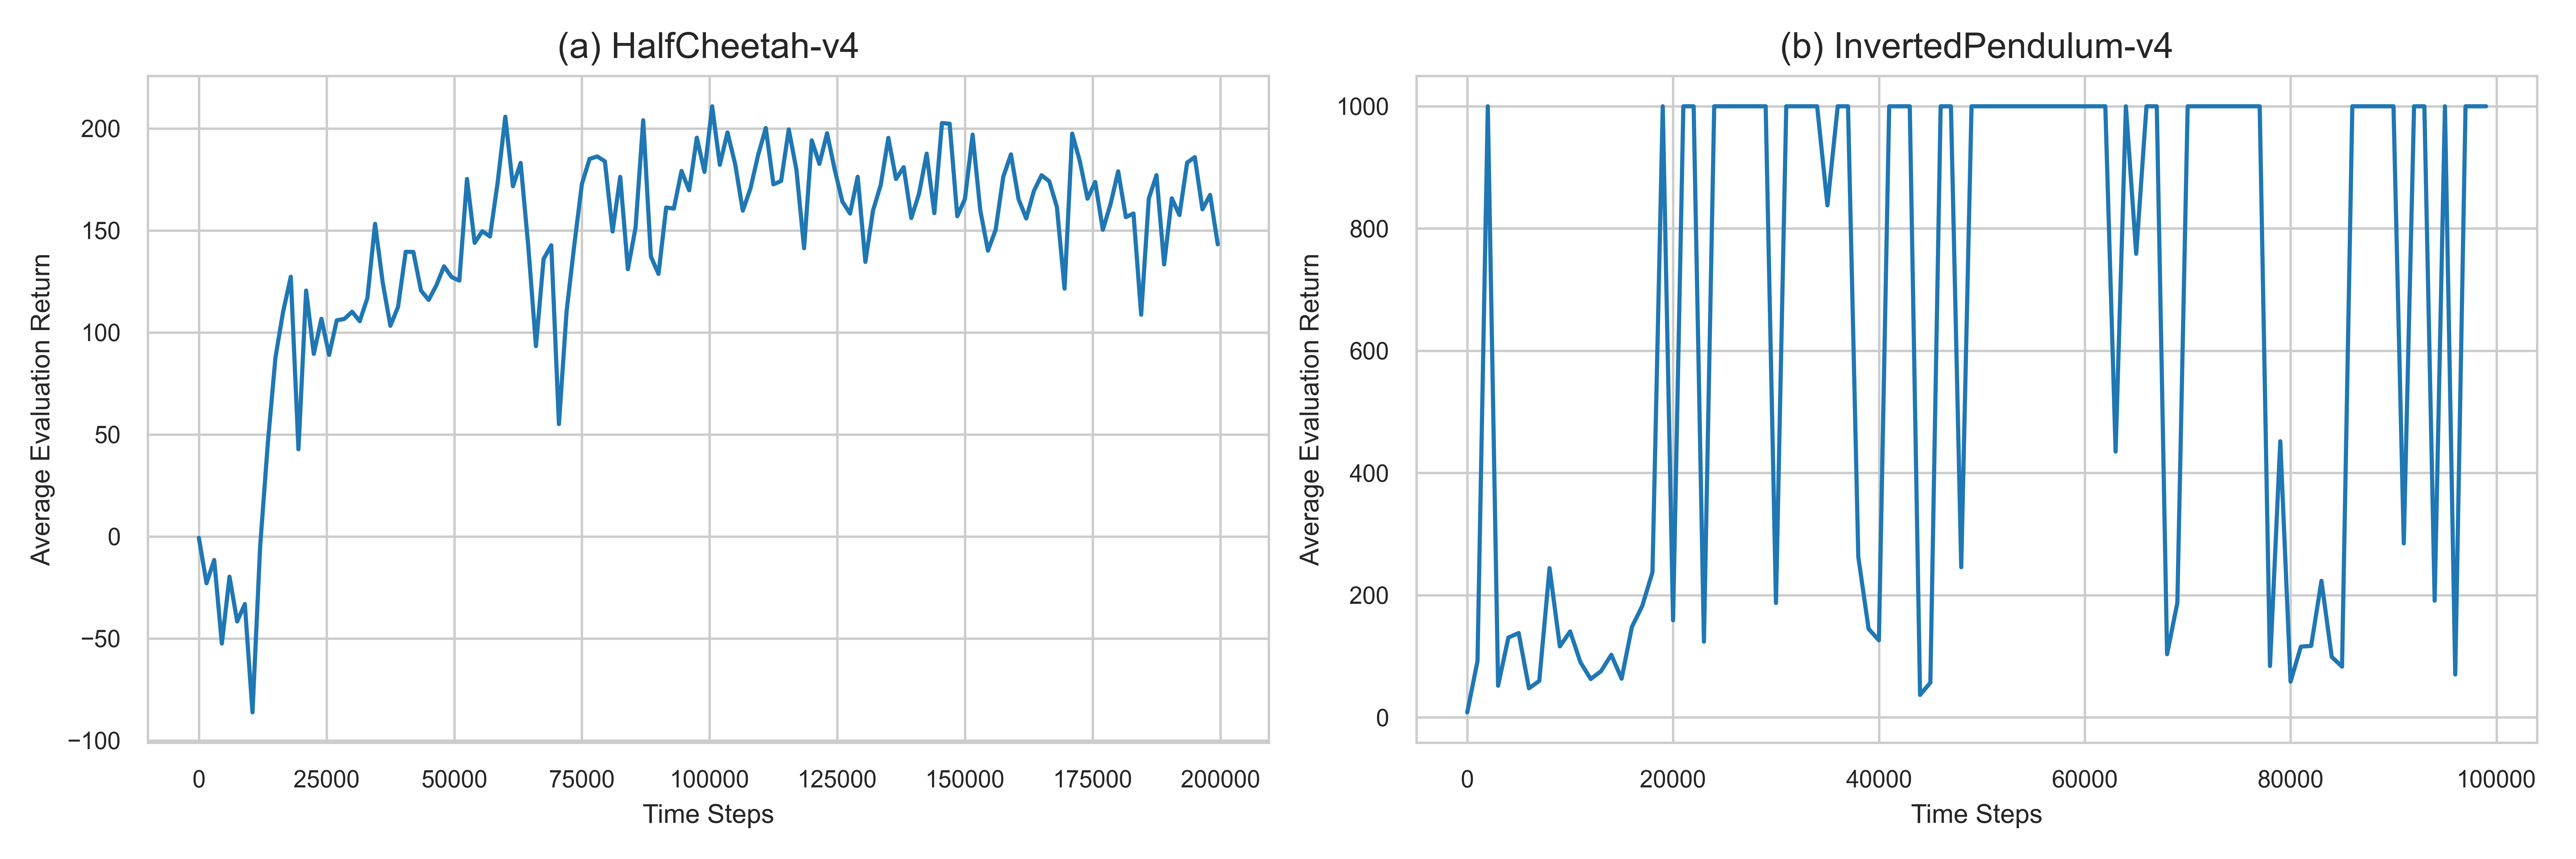 (a) HalfCheetah-v4
Average Evaluation Return
200
150
100
50
0
−50
−100
0 25000 50000 75000 100000 125000 150000 175000 200000
Time Steps
(b) InvertedPendulum-v4
Average Evaluation Return
1000
800
600
400
200
0
0 20000 40000 60000 80000 100000
Time Steps